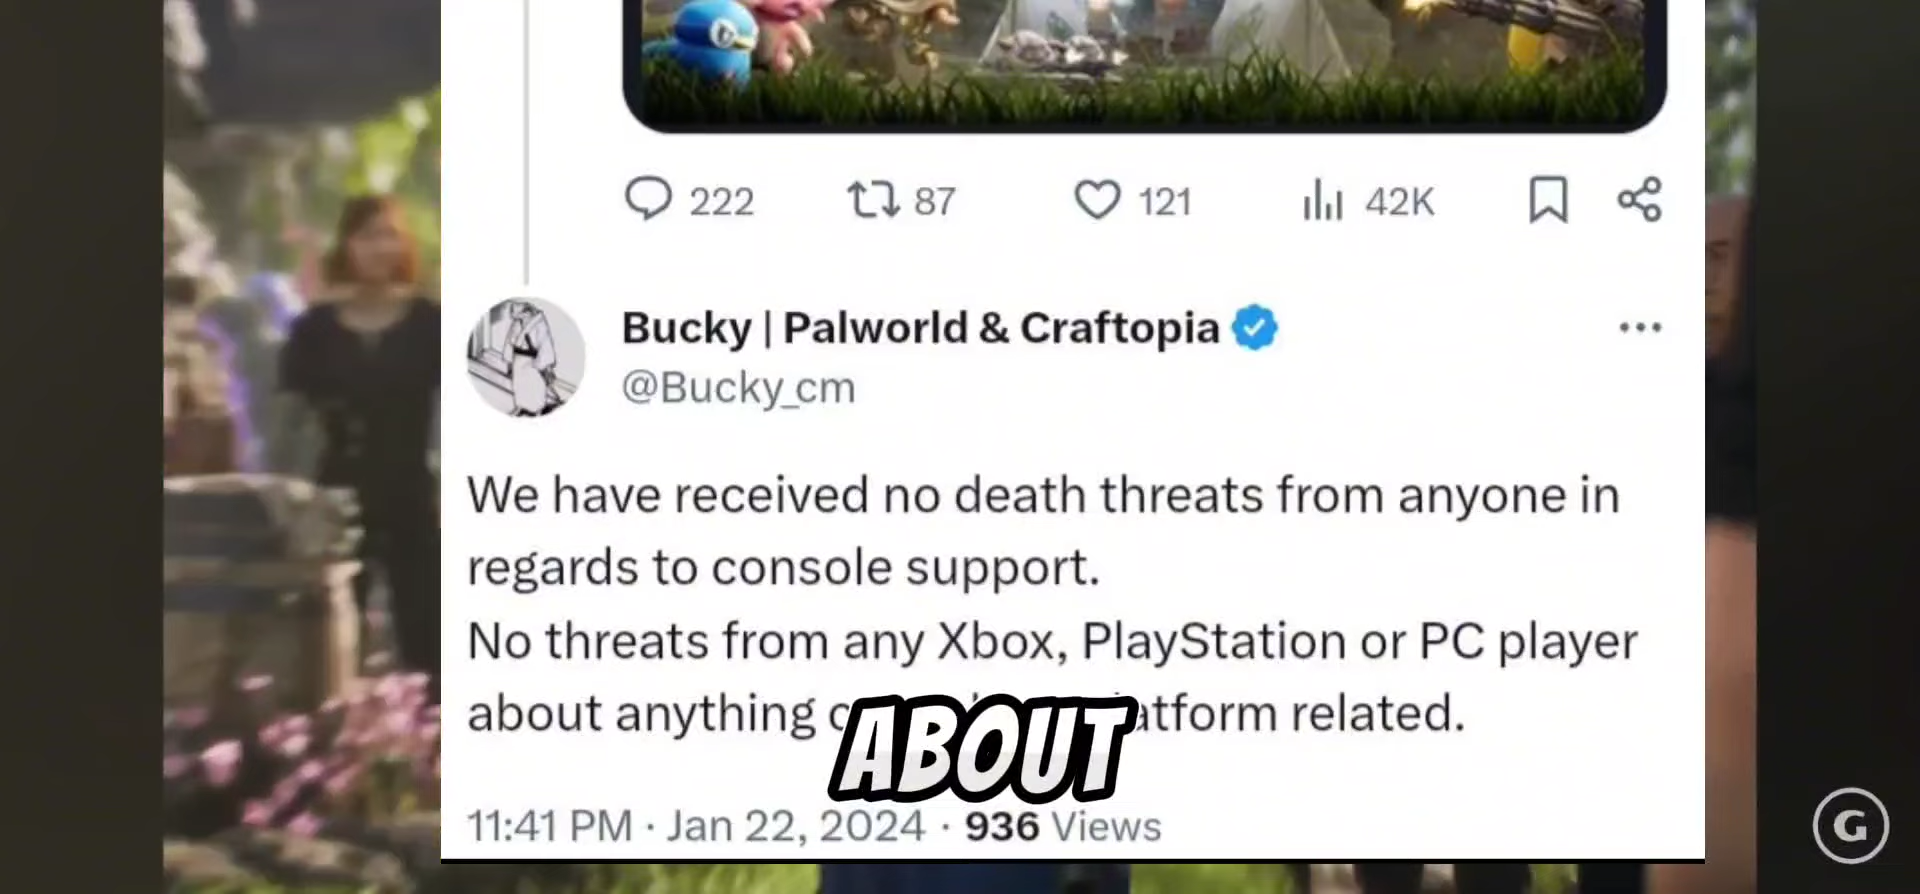 222 87 121 42K
Bucky | Palworld & Craftopia
@Bucky_cm
We have received no death threats from anyone in
regards to console support.
No threats from any Xbox, PlayStation or PC player
about anything related.
ABOUT
11:41 PM · Jan 22, 2024 · 936 Views
G